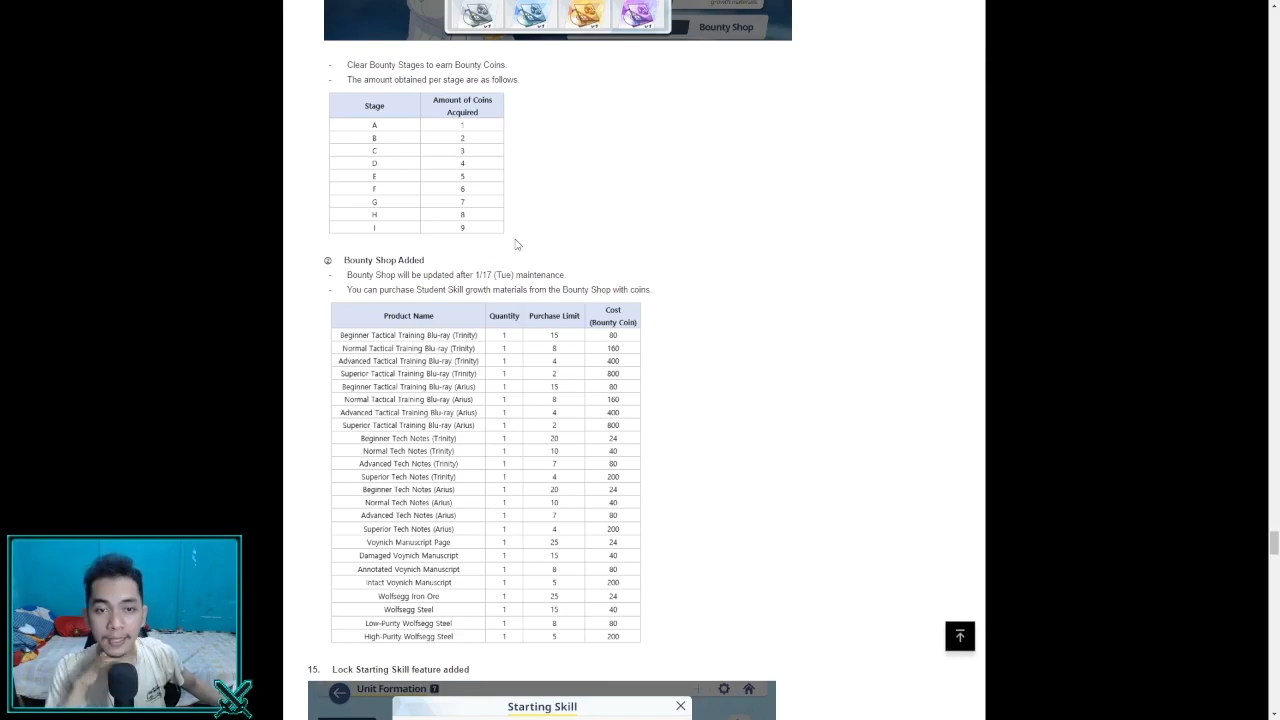 growth materials.
Bounty Shop
- Clear Bounty Stages to earn Bounty Coins.
- The amount obtained per stage are as follows.
Stage Amount of Coins Acquired
A 1
B 2
C 3
D 4
E 5
F 6
G 7
H 8
I 9
② Bounty Shop Added
- Bounty Shop will be updated after 1/17 (Tue) maintenance.
- You can purchase Student Skill growth materials from the Bounty Shop with coins.
Product Name Quantity Purchase Limit Cost (Bounty Coin)
Beginner Tactical Training Blu-ray (Trinity) 1 15 80
Normal Tactical Training Blu-ray (Trinity) 1 8 160
Advanced Tactical Training Blu-ray (Trinity) 1 4 400
Superior Tactical Training Blu-ray (Trinity) 1 2 800
Beginner Tactical Training Blu-ray (Arius) 1 15 80
Normal Tactical Training Blu-ray (Arius) 1 8 160
Advanced Tactical Training Blu-ray (Arius) 1 4 400
Superior Tactical Training Blu-ray (Arius) 1 2 800
Beginner Tech Notes (Trinity) 1 20 24
Normal Tech Notes (Trinity) 1 10 40
Advanced Tech Notes (Trinity) 1 7 80
Superior Tech Notes (Trinity) 1 4 200
Beginner Tech Notes (Arius) 1 20 24
Normal Tech Notes (Arius) 1 10 40
Advanced Tech Notes (Arius) 1 7 80
Superior Tech Notes (Arius) 1 4 200
Voynich Manuscript Page 1 25 24
Damaged Voynich Manuscript 1 15 40
Annotated Voynich Manuscript 1 8 80
Intact Voynich Manuscript 1 5 200
Wolfsegg Iron Ore 1 25 24
Wolfsegg Steel 1 15 40
Low-Purity Wolfsegg Steel 1 8 80
High-Purity Wolfsegg Steel 1 5 200
15. Lock Starting Skill feature added
Unit Formation ?
Starting Skill